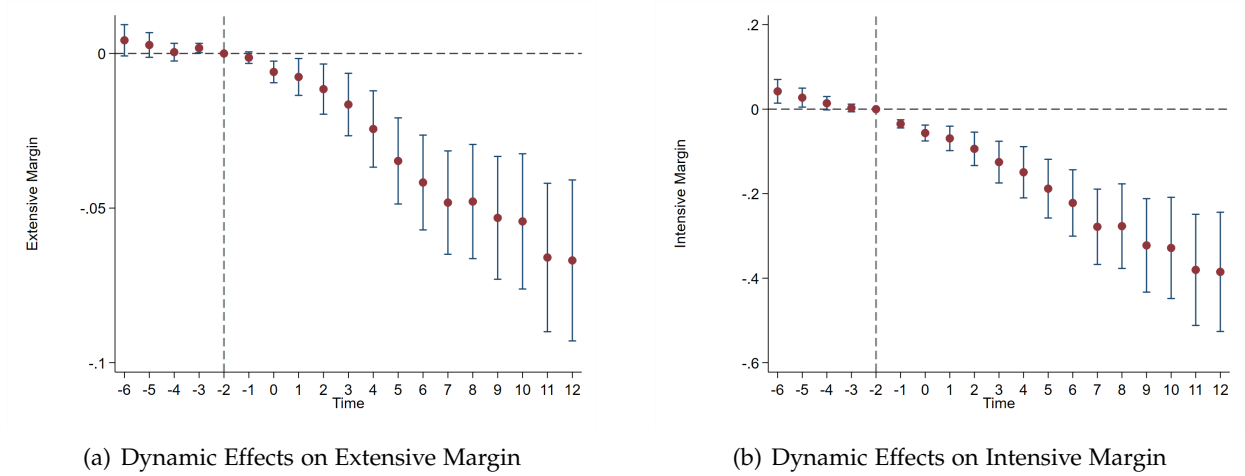 0
-.05
-.1
Extensive Margin
-6 -5 -4 -3 -2 -1 0 1 2 3 4 5 6 7 8 9 10 11 12
Time
(a) Dynamic Effects on Extensive Margin
.2
0
-.2
-.4
-.6
Intensive Margin
-6 -5 -4 -3 -2 -1 0 1 2 3 4 5 6 7 8 9 10 11 12
Time
(b) Dynamic Effects on Intensive Margin